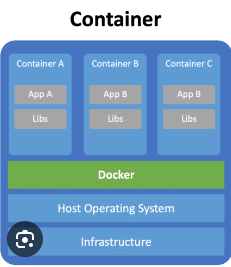 Container
Container A
Container B
Container C
App A
App B
App B
Libs
Libs
Libs
Docker
Host Operating System
Infrastructure